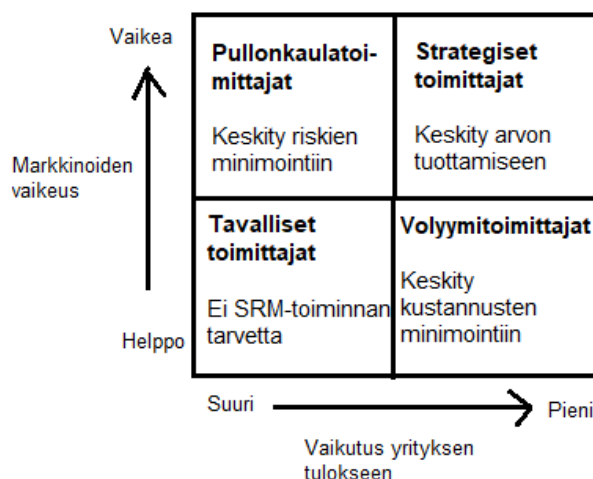 Vaikea
Markkinoiden
vaikeus
Helppo
Pullonkaulatoi-
mittajat
Keskity riskien
minimointiin
Strategiset
toimittajat
Keskity arvon
tuottamiseen
Tavalliset
toimittajat
Ei SRM-toiminnan
tarvetta
Volyymitoimittajat
Keskity
kustannusten
minimointiin
Suuri
Pieni
Vaikutus yrityksen
tulokseen